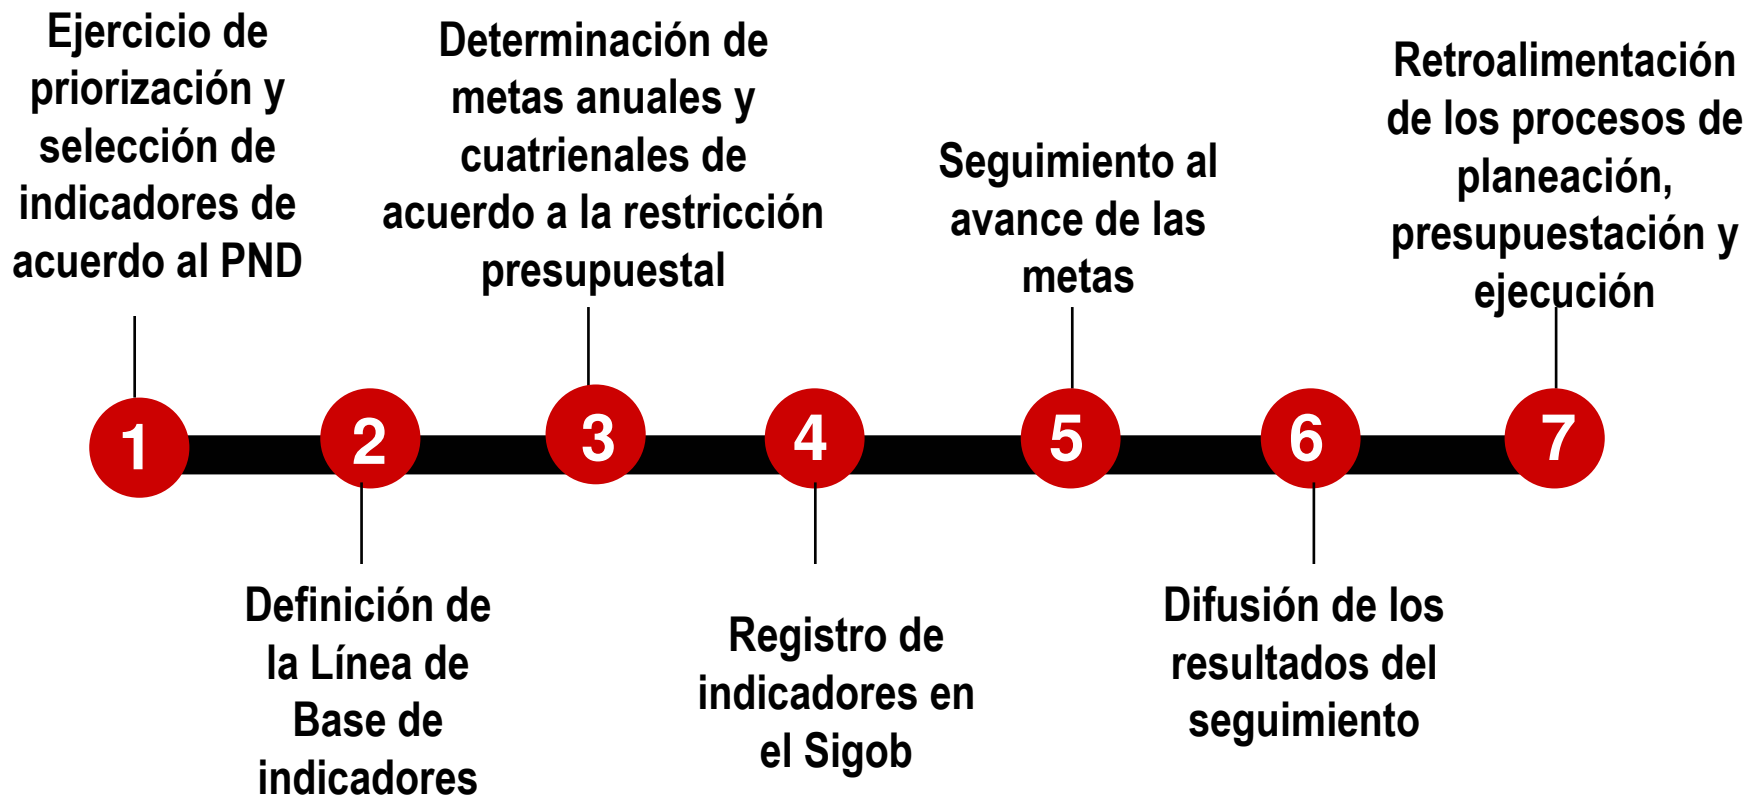 Ejercicio de
priorización y
selección de
indicadores de
acuerdo al PND
Determinación de
metas anuales y
cuatrienales de
acuerdo a la restricción
presupuestal
Seguimiento al
avance de las
metas
Retroalimentación
de los procesos de
planeación,
presupuestación y
ejecución
1
2
3
4
5
6
7
Definición de
la Línea de
Base de
indicadores
Registro de
indicadores en
el Sigob
Difusión de los
resultados del
seguimiento